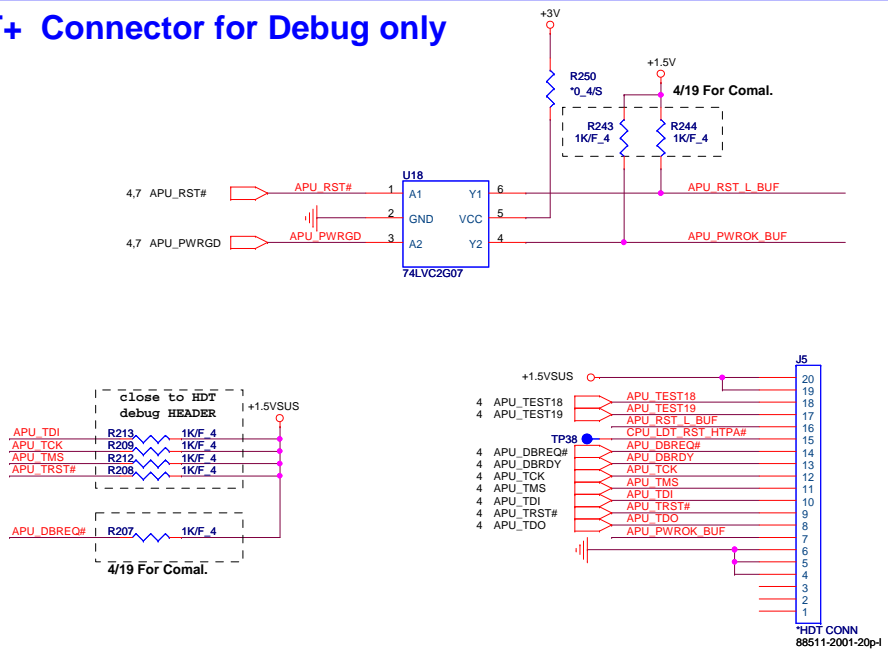 T+ Connector for Debug only
+3V
R250
*0_4/S
+1.5V
4/19 For Comal.
R243
1K/F_4
R244
1K/F_4
U18
4,7 APU_RST#
APU_RST#
1
A1
Y1
6
APU_RST_L_BUF
2
GND
VCC
5
4,7 APU_PWRGD
APU_PWRGD
3
A2
Y2
4
APU_PWROK_BUF
74LVC2G07
close to HDT
debug HEADER
+1.5VSUS
APU_TDI
R213
1K/F_4
APU_TCK
R209
1K/F_4
APU_TMS
R212
1K/F_4
APU_TRST#
R208
1K/F_4
APU_DBREQ#
R207
1K/F_4
4/19 For Comal.
J5
+1.5VSUS
20
19
4 APU_TEST18
APU_TEST18
18
4 APU_TEST19
APU_TEST19
17
APU_RST_L_BUF
16
TP38
CPU_LDT_RST_HTPA#
15
4 APU_DBREQ#
APU_DBREQ#
14
4 APU_DBRDY
APU_DBRDY
13
4 APU_TCK
APU_TCK
12
4 APU_TMS
APU_TMS
11
4 APU_TDI
APU_TDI
10
4 APU_TRST#
APU_TRST#
9
4 APU_TDO
APU_TDO
8
APU_PWROK_BUF
7
6
5
4
3
2
1
*HDT CONN
88511-2001-20p-l